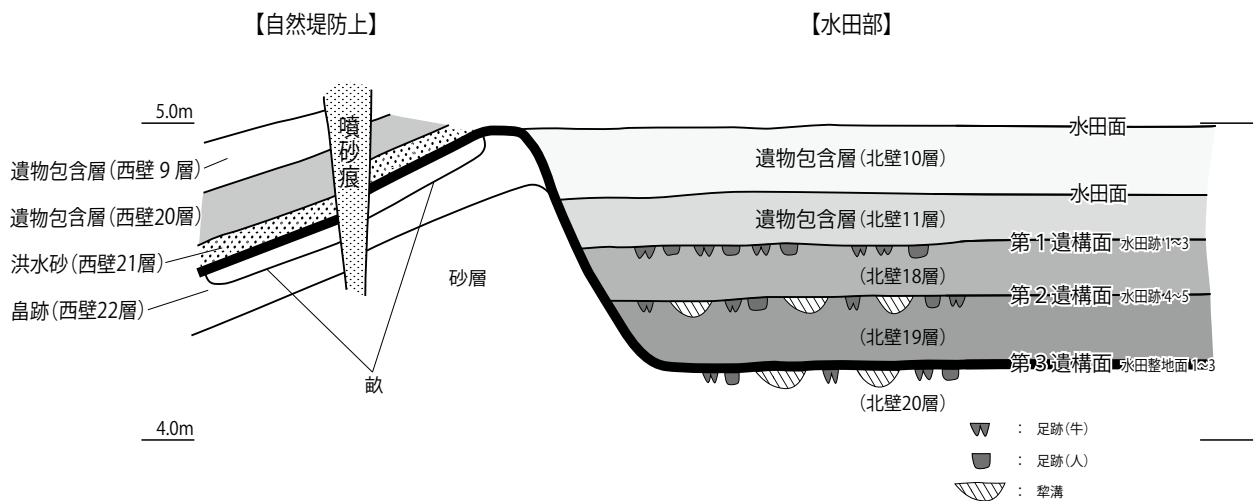 【自然堤防上】
【水田部】
5.0m
噴砂痕
水田面
遺物包含層(西壁 9 層)
遺物包含層(北壁10層)
水田面
遺物包含層(西壁20層)
遺物包含層(北壁11層)
第1遺構面 水田跡1~3
洪水砂(西壁21層)
砂層
(北壁18層)
第2遺構面 水田跡4~5
畠跡(西壁22層)
(北壁19層)
第3遺構面 水田整地面1~3
畝
(北壁20層)
4.0m
: 足跡(牛)
: 足跡(人)
: 犂溝